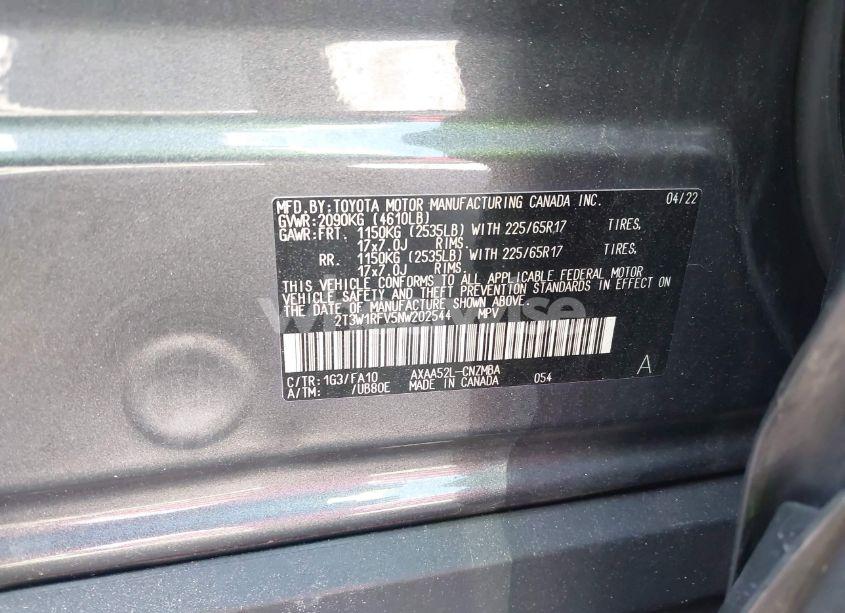 MFD.BY:TOYOTA MOTOR MANUFACTURING CANADA INC. 04/22
GVWR:2090KG (4610LB)
GAWR:FRT. 1150KG (2535LB) WITH 225/65R17 TIRES,
17x7.0J RIMS.
RR. 1150KG (2535LB) WITH 225/65R17 TIRES,
17x7.0J RIMS.
THIS VEHICLE CONFORMS TO ALL APPLICABLE FEDERAL MOTOR
VEHICLE SAFETY AND THEFT PREVENTION STANDARDS IN EFFECT ON
THE DATE OF MANUFACTURE SHOWN ABOVE.
2T3W1RFV5NW202544 MPV
C/TR:1G3/FA10 AXAA52L-CNZMBA A
A/TM: /UB80E MADE IN CANADA 054